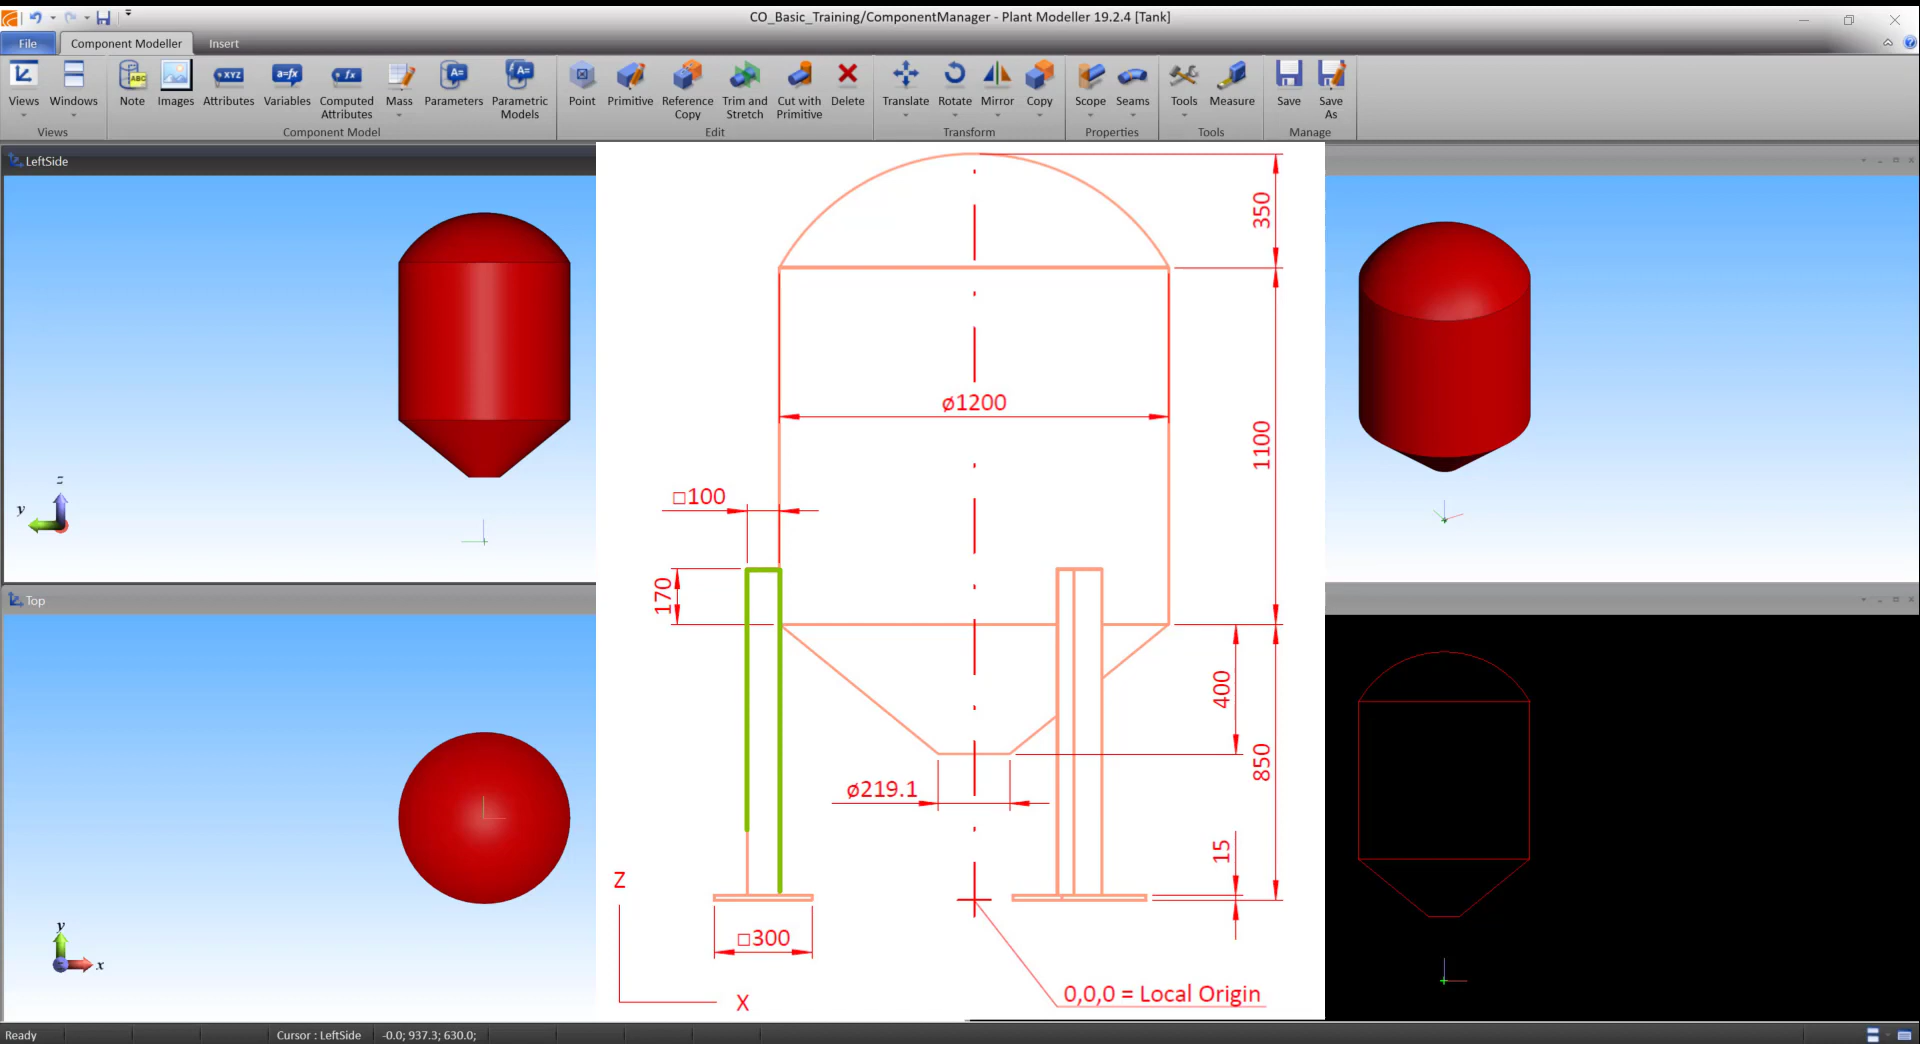 CO_Basic_Training/ComponentManager - Plant Modeller 19.2.4 [Tank]
File
Component Modeller
Insert
Views
Windows
Note
Images
Attributes
Variables
Computed
Attributes
Mass
Parameters
Parametric
Models
Point
Primitive
Reference
Copy
Trim and
Stretch
Cut with
Primitive
Delete
Translate
Rotate
Mirror
Copy
Scope
Seams
Tools
Measure
Save
Save
As
Views
Component Model
Edit
Transform
Properties
Tools
Manage
LeftSide
350
ø1200
1100
□100
170
z
y
Top
400
850
ø219.1
15
Z
□300
0,0,0 = Local Origin
X
y
x
Ready
Cursor : LeftSide
-0.0; 937.3; 630.0;